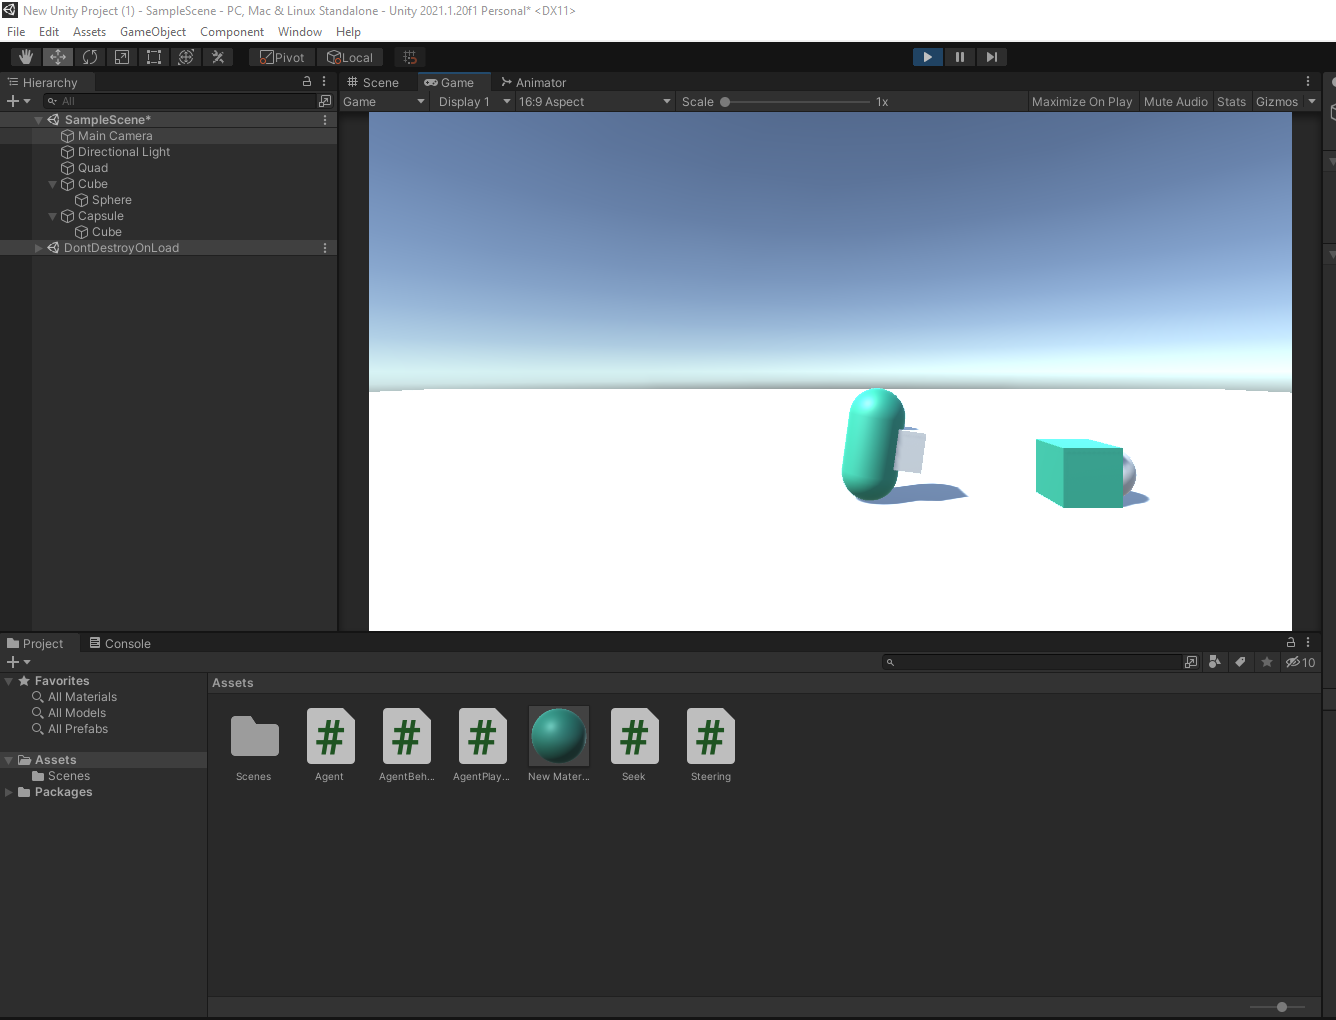 New Unity Project (1) - SampleScene - PC, Mac & Linux Standalone - Unity 2021.1.20f1 Personal* <DX11>
File Edit Assets GameObject Component Window Help
Pivot Local
Hierarchy
Scene Game Animator
All
Game Display 1 16:9 Aspect Scale 1x Maximize On Play Mute Audio Stats Gizmos
SampleScene*
Main Camera
Directional Light
Quad
Cube
Sphere
Capsule
Cube
DontDestroyOnLoad
Project Console
10
Favorites
All Materials
All Models
All Prefabs
Assets
Scenes
Packages
Assets
Scenes Agent AgentBeh... AgentPlay... New Mater... Seek Steering